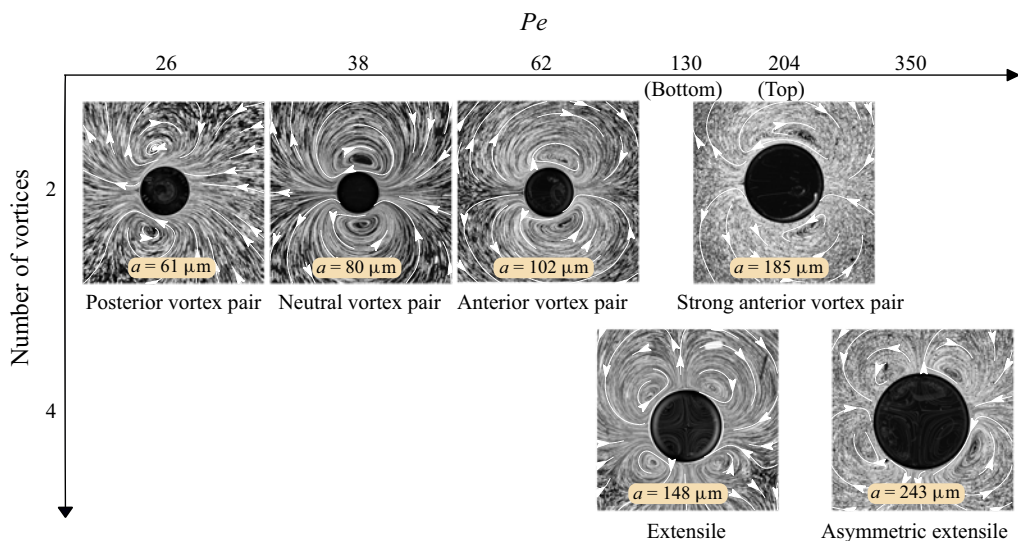 Pe
26 38 62 130 204 350
(Bottom) (Top)
Number of vortices
2
a = 61 μm a = 80 μm a = 102 μm a = 185 μm
Posterior vortex pair Neutral vortex pair Anterior vortex pair Strong anterior vortex pair
4
a = 148 μm a = 243 μm
Extensile Asymmetric extensile